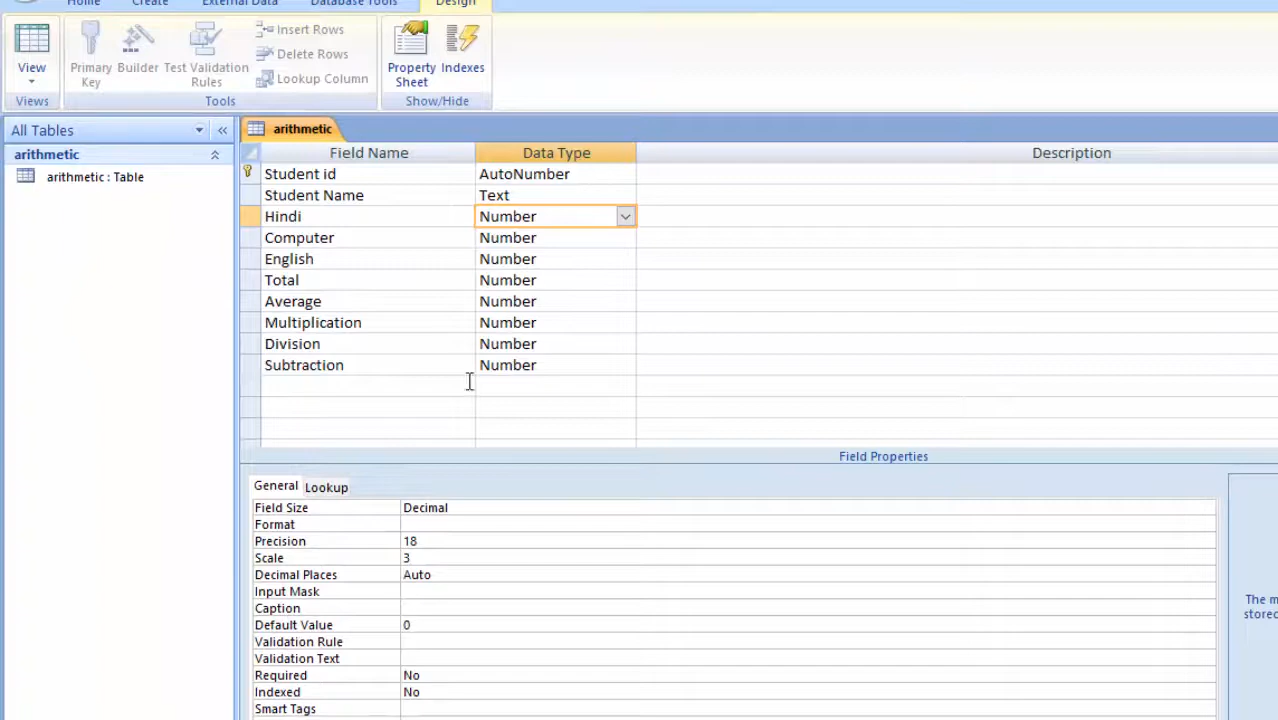 Home Create External Data Database Tools Design
View
Views
Primary Key
Builder
Test Validation Rules
Insert Rows
Delete Rows
Lookup Column
Tools
Property Sheet
Indexes
Show/Hide
All Tables
arithmetic
arithmetic : Table
arithmetic
Field Name Data Type Description
Student id AutoNumber
Student Name Text
Hindi Number
Computer Number
English Number
Total Number
Average Number
Multiplication Number
Division Number
Subtraction Number
Field Properties
General Lookup
Field Size Decimal
Format
Precision 18
Scale 3
Decimal Places Auto
Input Mask
Caption
Default Value 0
Validation Rule
Validation Text
Required No
Indexed No
Smart Tags
The m
stored